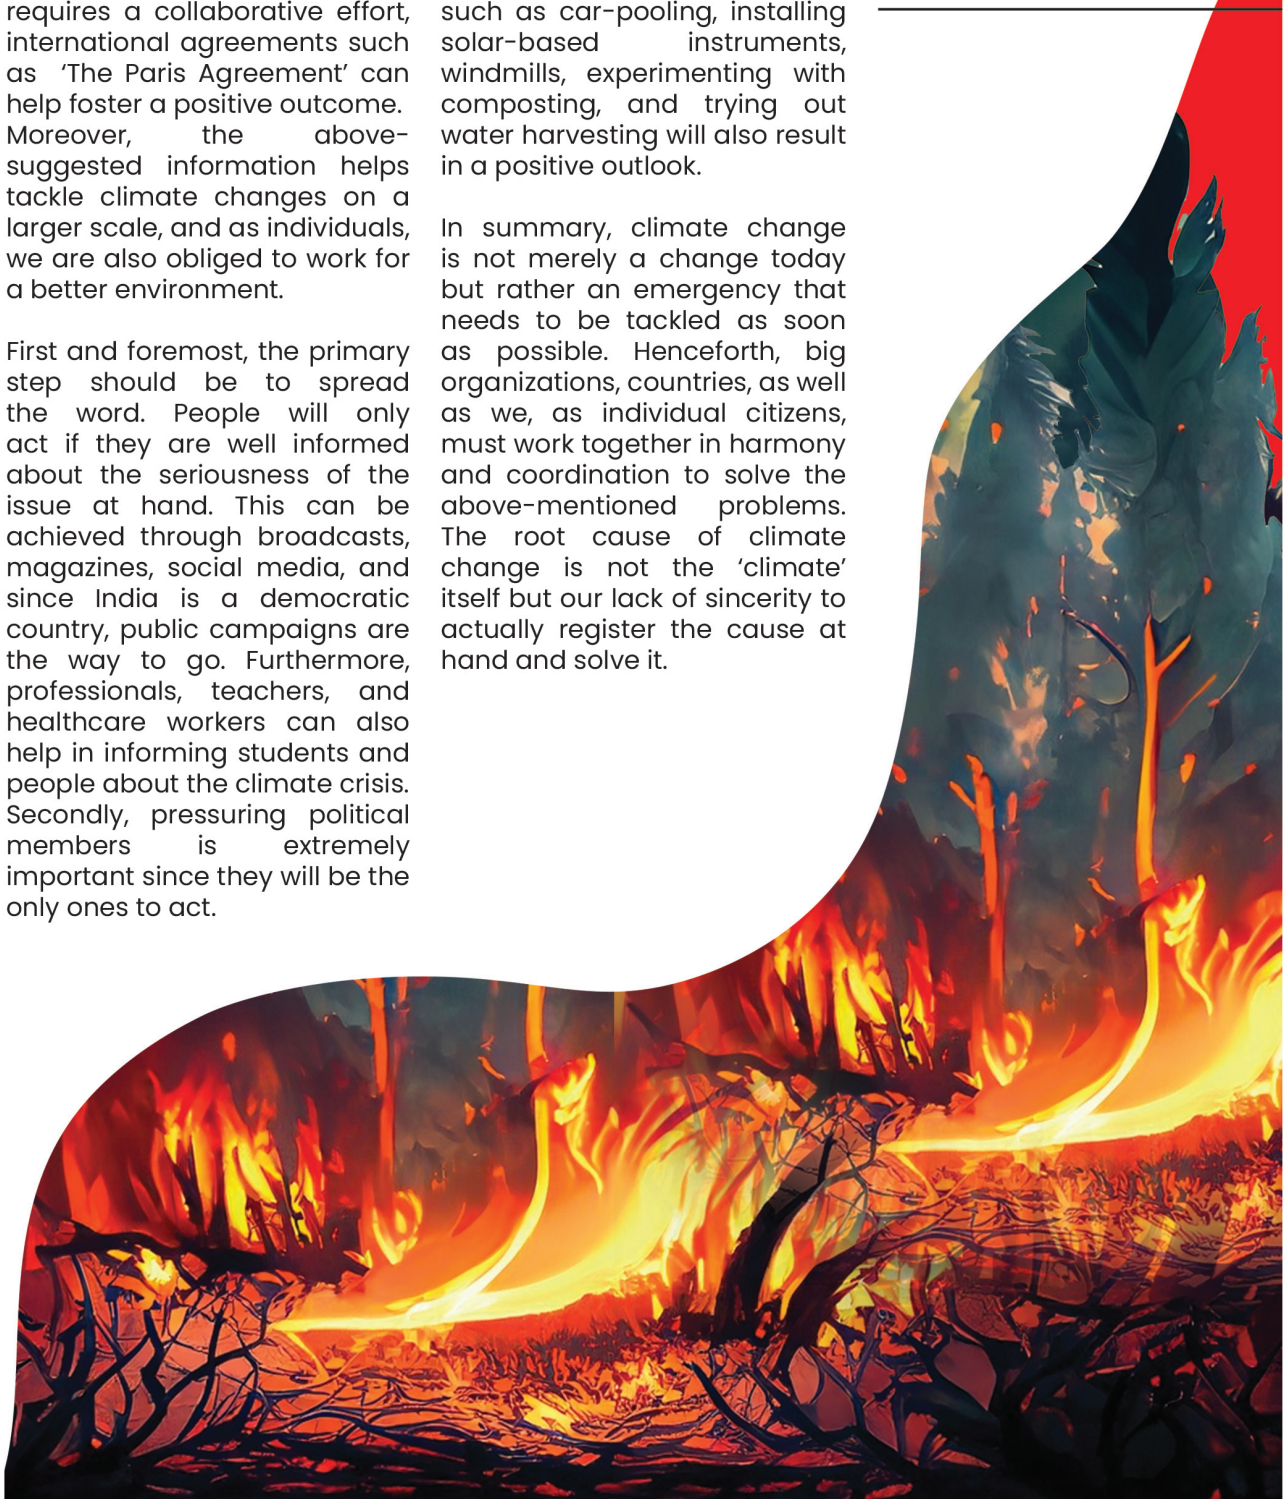 requires a collaborative effort,
international agreements such
as ‘The Paris Agreement’ can
help foster a positive outcome.
Moreover, the above-
suggested information helps
tackle climate changes on a
larger scale, and as individuals,
we are also obliged to work for
a better environment.
First and foremost, the primary
step should be to spread
the word. People will only
act if they are well informed
about the seriousness of the
issue at hand. This can be
achieved through broadcasts,
magazines, social media, and
since India is a democratic
country, public campaigns are
the way to go. Furthermore,
professionals, teachers, and
healthcare workers can also
help in informing students and
people about the climate crisis.
Secondly, pressuring political
members is extremely
important since they will be the
only ones to act.
such as car-pooling, installing
solar-based instruments,
windmills, experimenting with
composting, and trying out
water harvesting will also result
in a positive outlook.
In summary, climate change
is not merely a change today
but rather an emergency that
needs to be tackled as soon
as possible. Henceforth, big
organizations, countries, as well
as we, as individual citizens,
must work together in harmony
and coordination to solve the
above-mentioned problems.
The root cause of climate
change is not the ‘climate’
itself but our lack of sincerity to
actually register the cause at
hand and solve it.